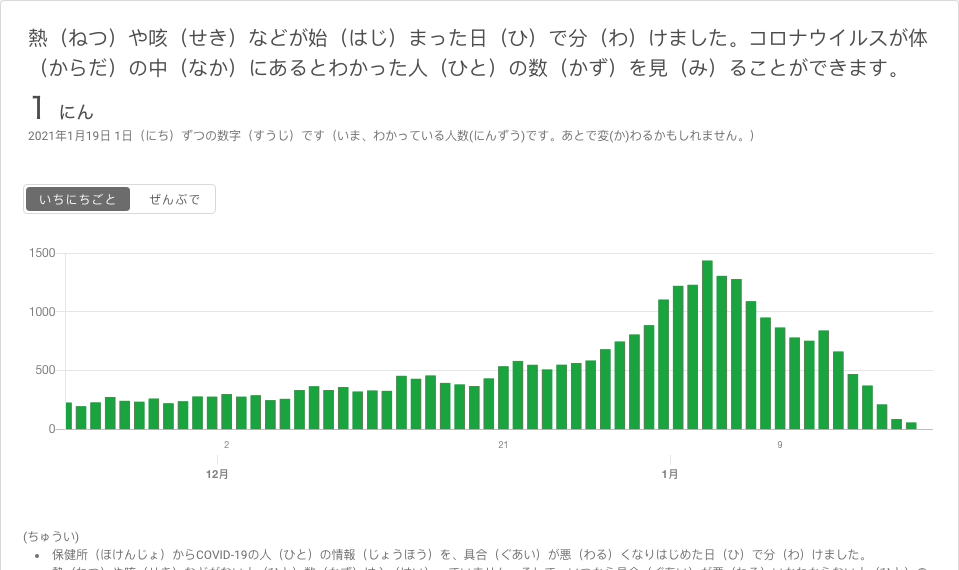 熱（ねつ）や咳（せき）などが始（はじ）まった日（ひ）で分（わ）けました。コロナウイルスが体
（からだ）の中（なか）にあるとわかった人（ひと）の数（かず）を見（み）ることができます。
1 にん
2021年1月19日 1日（にち）ずつの数字（すうじ）です（いま、わかっている人数(にんずう)です。あとで変(か)わるかもしれません。）
いちにちごと ぜんぶで
1500
1000
500
0
2 21 9
12月 1月
(ちゅうい)
• 保健所（ほけんじょ）からCOVID-19の人（ひと）の情報（じょうほう）を、具合（ぐあい）が悪（わる）くなりはじめた日（ひ）で分（わ）けました。